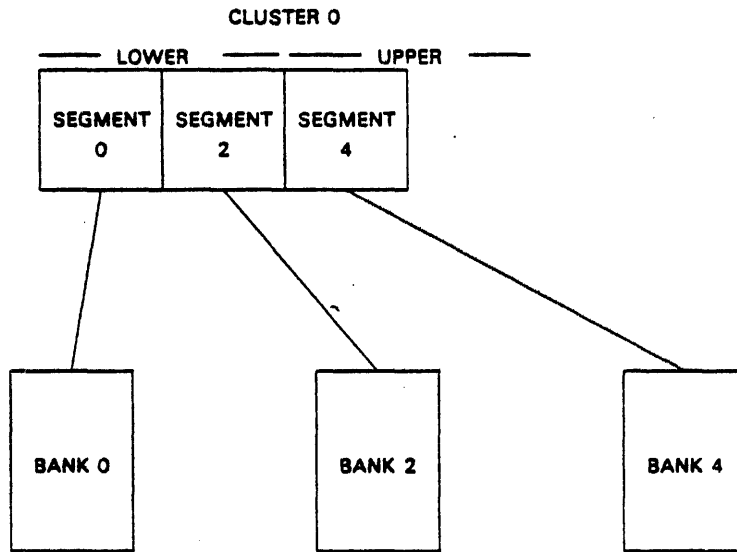 CLUSTER 0
LOWER UPPER
SEGMENT 0
SEGMENT 2
SEGMENT 4
BANK 0
BANK 2
BANK 4